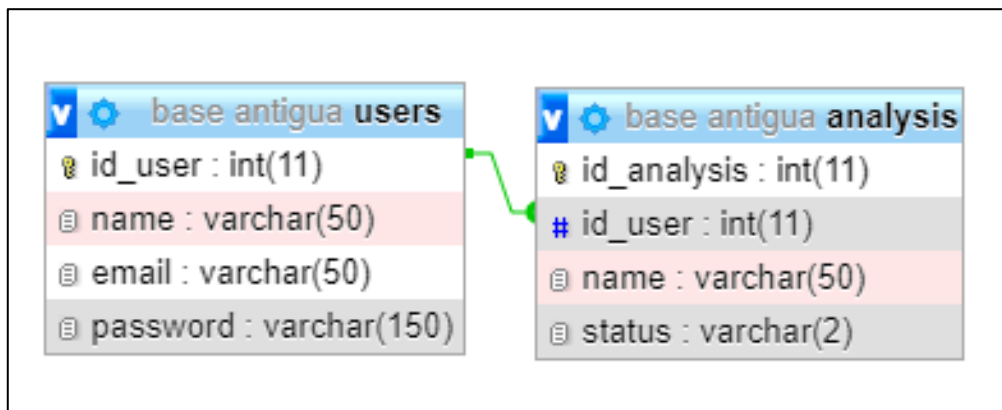 base antigua users
id_user : int(11)
name : varchar(50)
email : varchar(50)
password : varchar(150)
base antigua analysis
id_analysis : int(11)
# id_user : int(11)
name : varchar(50)
status : varchar(2)